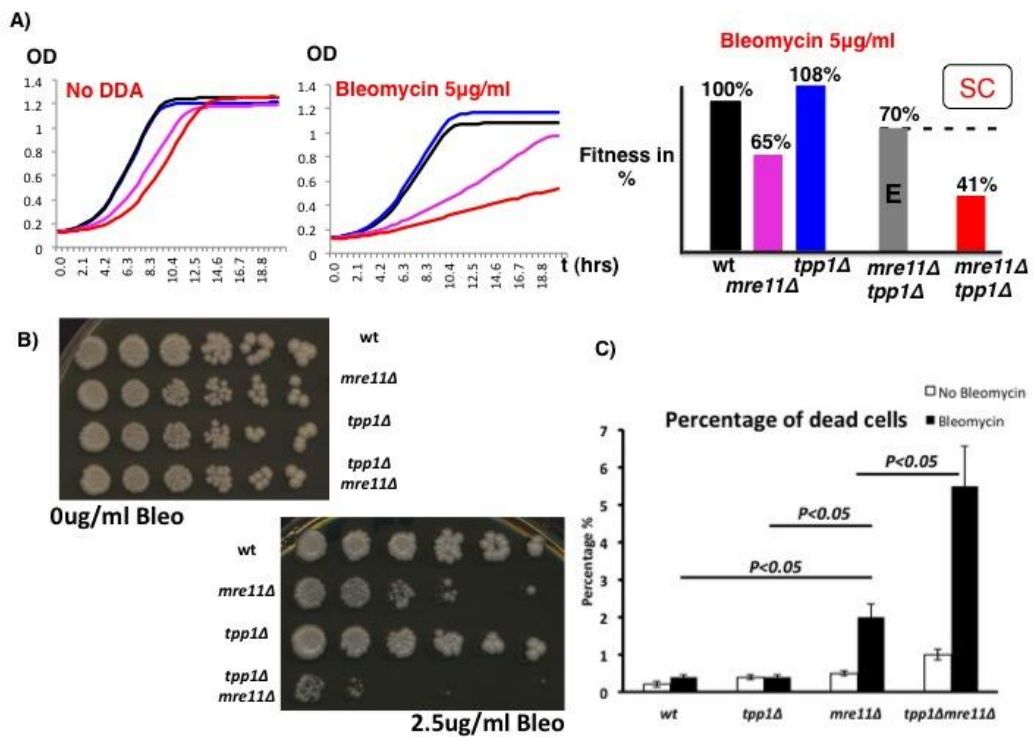 A)
OD
No DDA
1.4
1.2
1
0.8
0.6
0.4
0.2
0
0.0 2.1 4.2 6.3 8.3 10.4 12.5 14.6 16.7 18.8
OD
Bleomycin 5µg/ml
1.4
1.2
1
0.8
0.6
0.4
0.2
0
0.0 2.1 4.2 6.3 8.3 10.4 12.5 14.6 16.7 18.8
t (hrs)
Bleomycin 5µg/ml
SC
Fitness in
%
100%
65%
108%
70%
41%
E
wt
mre11Δ
tpp1Δ
mre11Δ
tpp1Δ
mre11Δ
tpp1Δ
B)
wt
mre11Δ
tpp1Δ
tpp1Δ
mre11Δ
0ug/ml Bleo
wt
mre11Δ
tpp1Δ
tpp1Δ
mre11Δ
2.5ug/ml Bleo
C)
No Bleomycin
Bleomycin
Percentage of dead cells
Percentage %
7
6
5
4
3
2
1
0
P<0.05
P<0.05
P<0.05
wt tpp1Δ mre11Δ tpp1Δmre11Δ